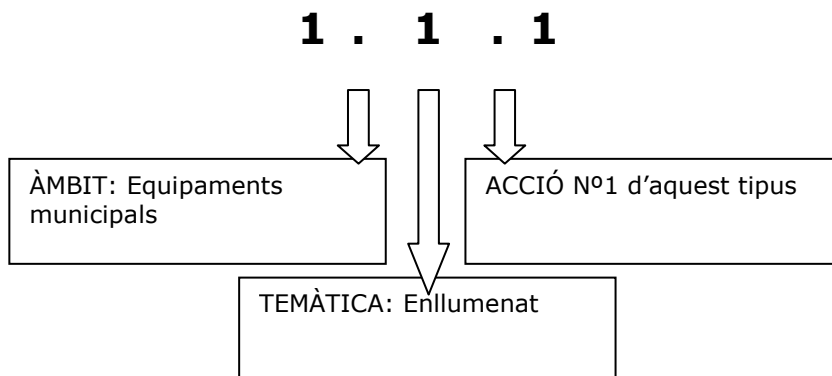 1 . 1 . 1
ÀMBIT: Equipaments
municipals
ACCIÓ Nº1 d’aquest tipus
TEMÀTICA: Enllumenat